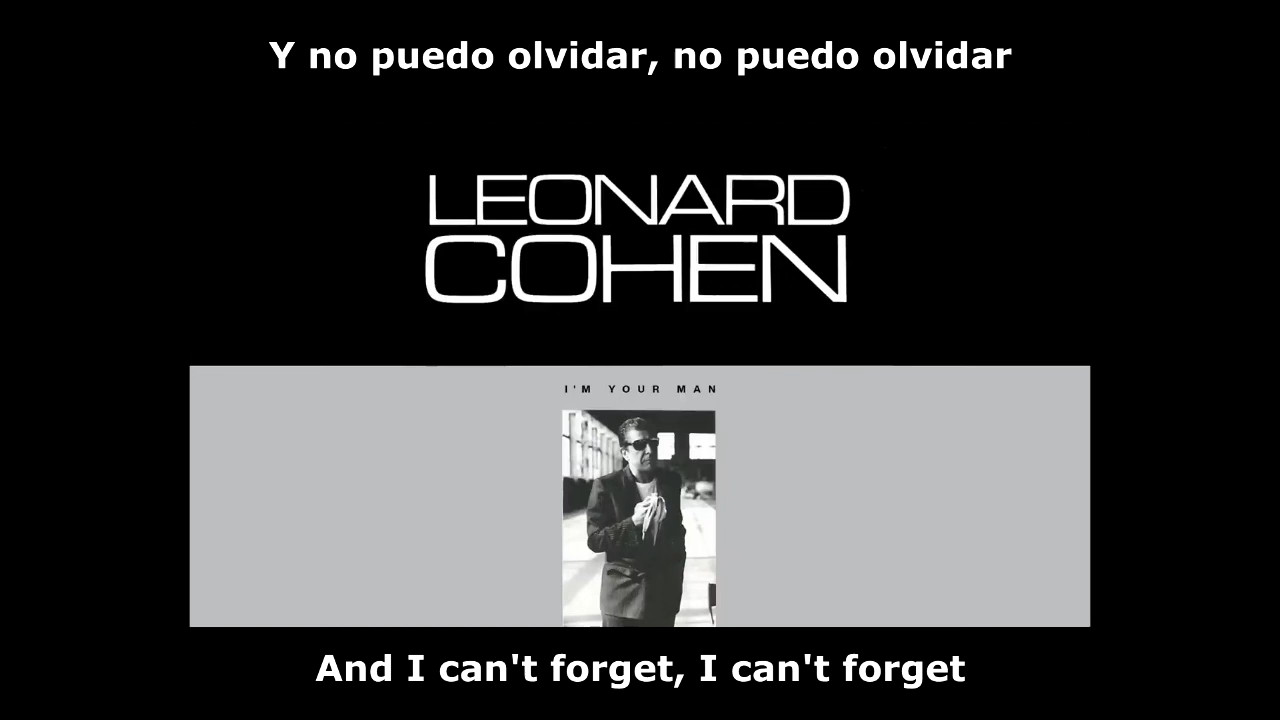 Y no puedo olvidar, no puedo olvidar
LEONARD
COHEN
I'M YOUR MAN
And I can't forget, I can't forget